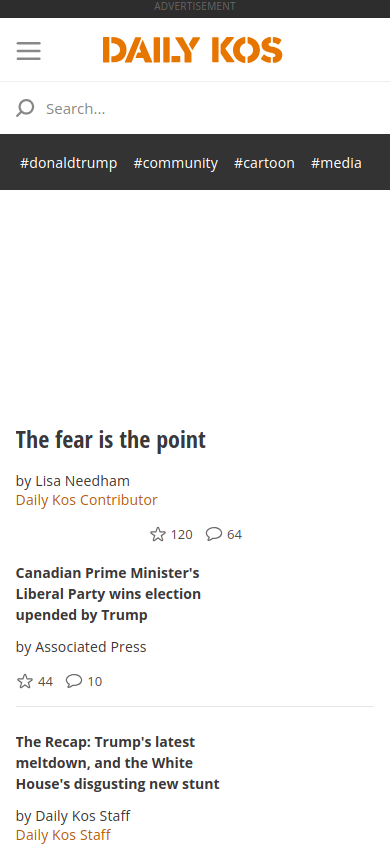 ADVERTISEMENT
DAILY KOS
Search...
#donaldtrump #community #cartoon #media
The fear is the point
by Lisa Needham
Daily Kos Contributor
120 64
Canadian Prime Minister's
Liberal Party wins election
upended by Trump
by Associated Press
44 10
The Recap: Trump's latest
meltdown, and the White
House's disgusting new stunt
by Daily Kos Staff
Daily Kos Staff